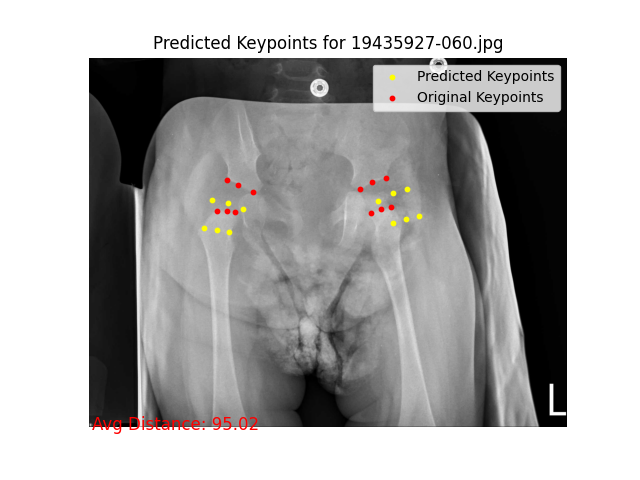 Predicted Keypoints for 19435927-060.jpg
Predicted Keypoints
Original Keypoints
L
Avg Distance: 95.02